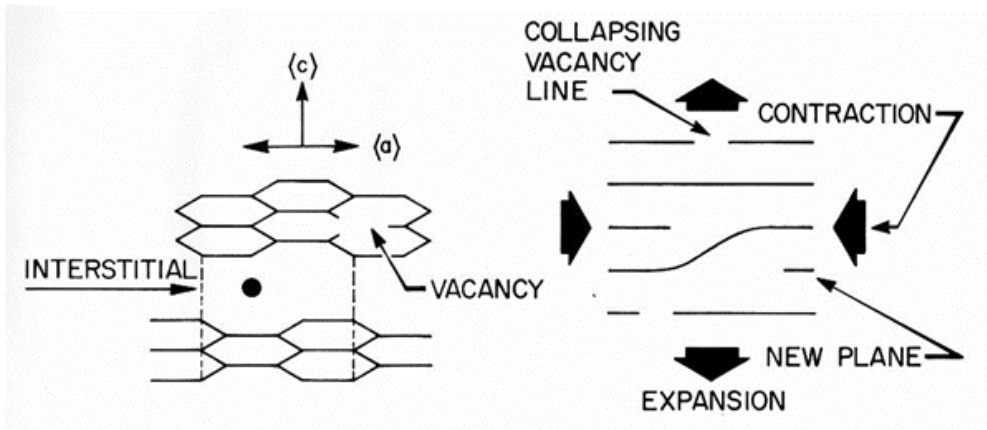 ⟨c⟩
⟨a⟩
INTERSTITIAL
VACANCY
COLLAPSING
VACANCY
LINE
CONTRACTION
NEW PLANE
EXPANSION